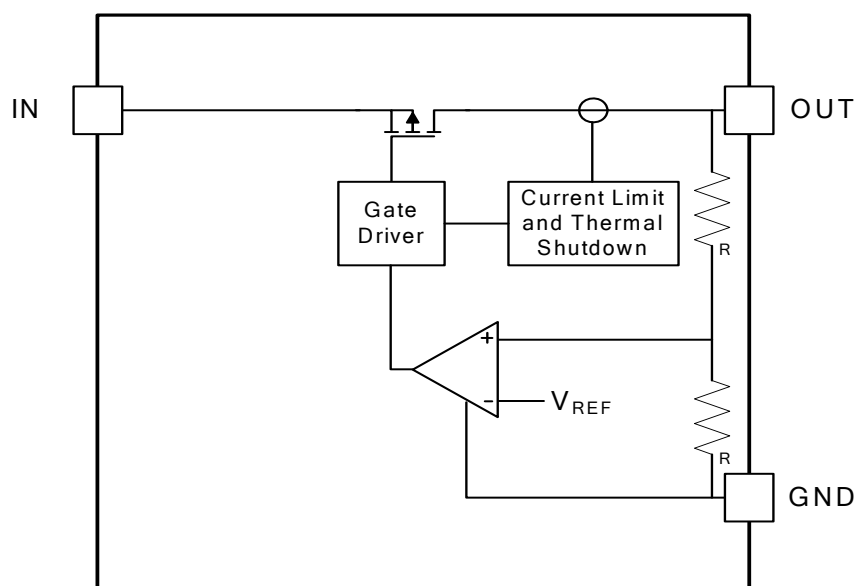 IN
OUT
Gate
Driver
Current Limit
and Thermal
Shutdown
R
+
−
VREF
R
GND